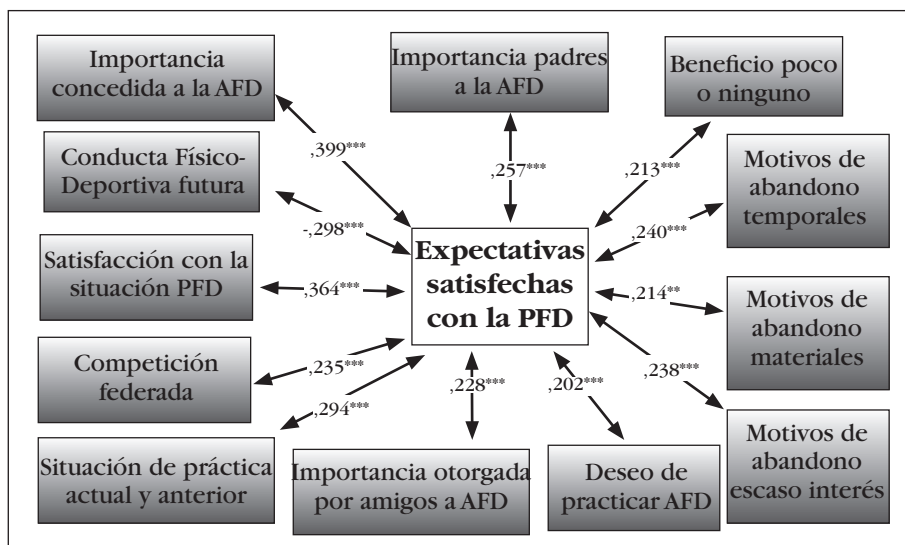 Importancia
concedida a la AFD
Importancia padres
a la AFD
Beneficio poco
o ninguno
,399***
,257***
,213***
Conducta Físico-
Deportiva futura
Motivos de
abandono
temporales
-,298***
,240***
Expectativas
satisfechas
con la PFD
Satisfacción con la
situación PFD
,364***
,214**
Motivos de
abandono
materiales
Competición
federada
,235***
,238***
,294***
,228***
,202***
Situación de práctica
actual y anterior
Importancia otorgada
por amigos a AFD
Deseo de
practicar AFD
Motivos de
abandono
escaso interés